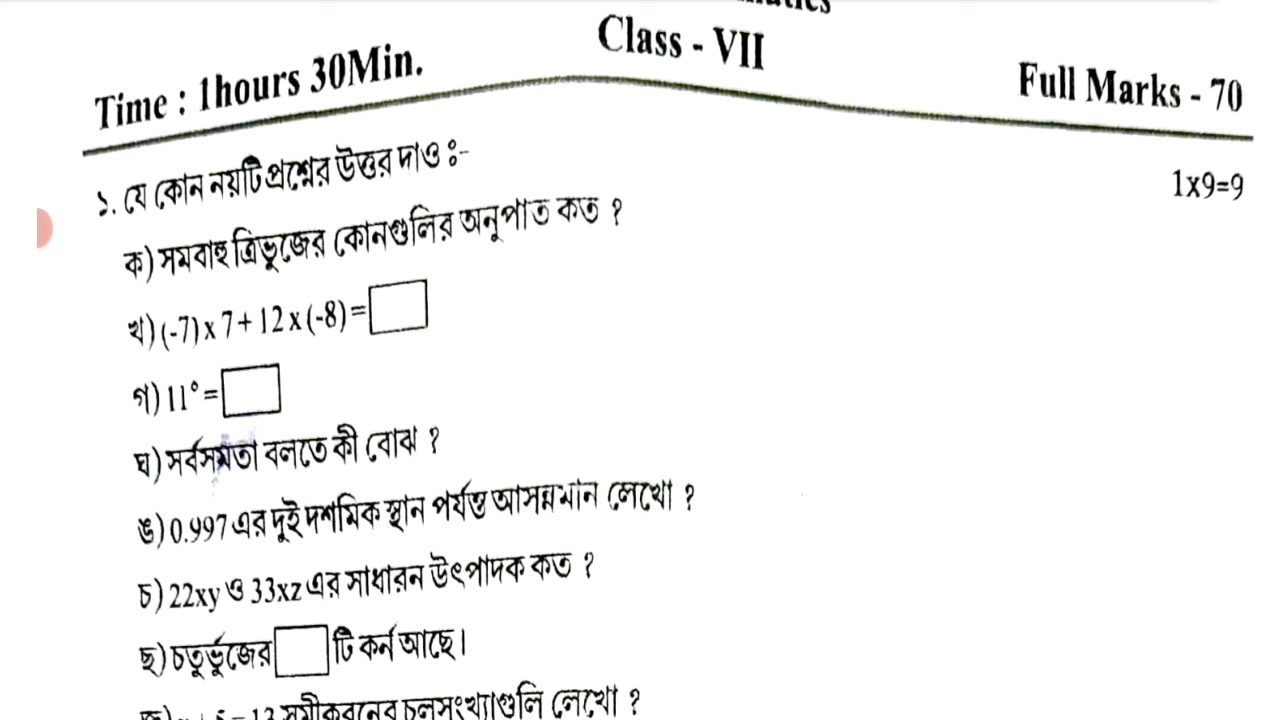 Class - VII
Time : 1hours 30Min.
Full Marks - 70
১. যে কোন নয়টি প্রশ্নের উত্তর দাও ঃ-
1x9=9
ক) সমবাহু ত্রিভুজের কোনগুলির অনুপাত কত ?
খ) (-7) x 7 + 12 x (-8) =
গ) 11° =
ঘ) সর্বসমতা বলতে কী বোঝ ?
ঙ) 0.997 এর দুই দশমিক স্থান পর্যন্ত আসন্নমান লেখো ?
চ) 22xy ও 33xz এর সাধারন উৎপাদক কত ?
ছ) চতুর্ভুজের টি কর্ন আছে।
সমীকরনের চলসংখ্যাগুলি লেখো ?